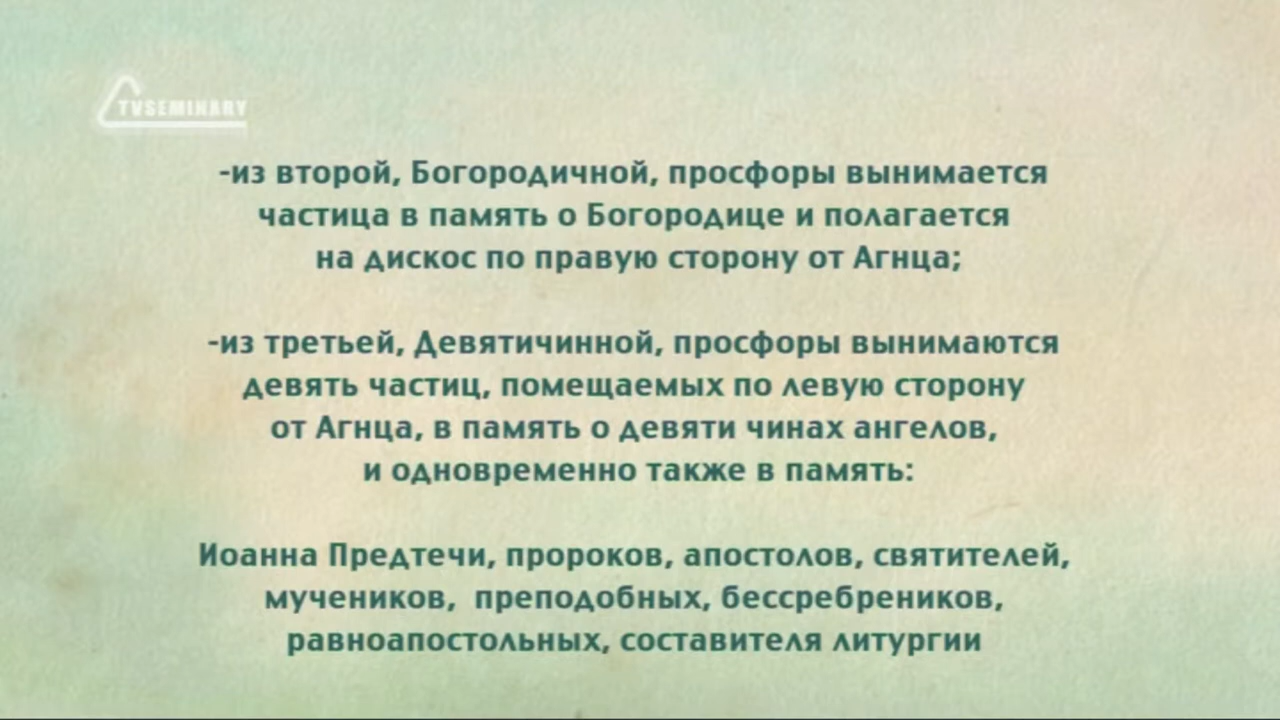 TVSEMINARY
-из второй, Богородичной, просфоры вынимается
частица в память о Богородице и полагается
на дискос по правую сторону от Агнца;
-из третьей, Девятичинной, просфоры вынимаются
девять частиц, помещаемых по левую сторону
от Агнца, в память о девяти чинах ангелов,
и одновременно также в память:
Иоанна Предтечи, пророков, апостолов, святителей,
мучеников, преподобных, бессребреников,
равноапостольных, составителя литургии